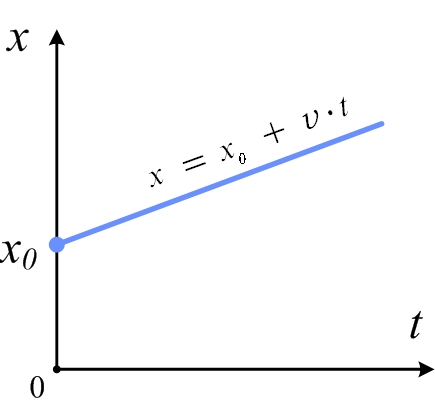 x
x = x₀ + υ·t
x₀
t
0